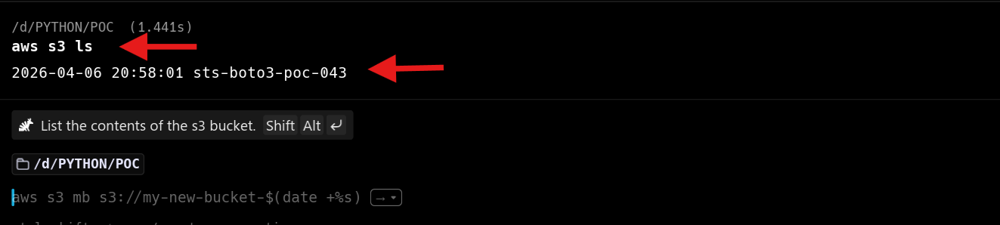 /d/PYTHON/POC (1.441s)
aws s3 ls
2026-04-06 20:58:01 sts-boto3-poc-043
List the contents of the s3 bucket. Shift Alt ↵
/d/PYTHON/POC
aws s3 mb s3://my-new-bucket-$(date +%s) →